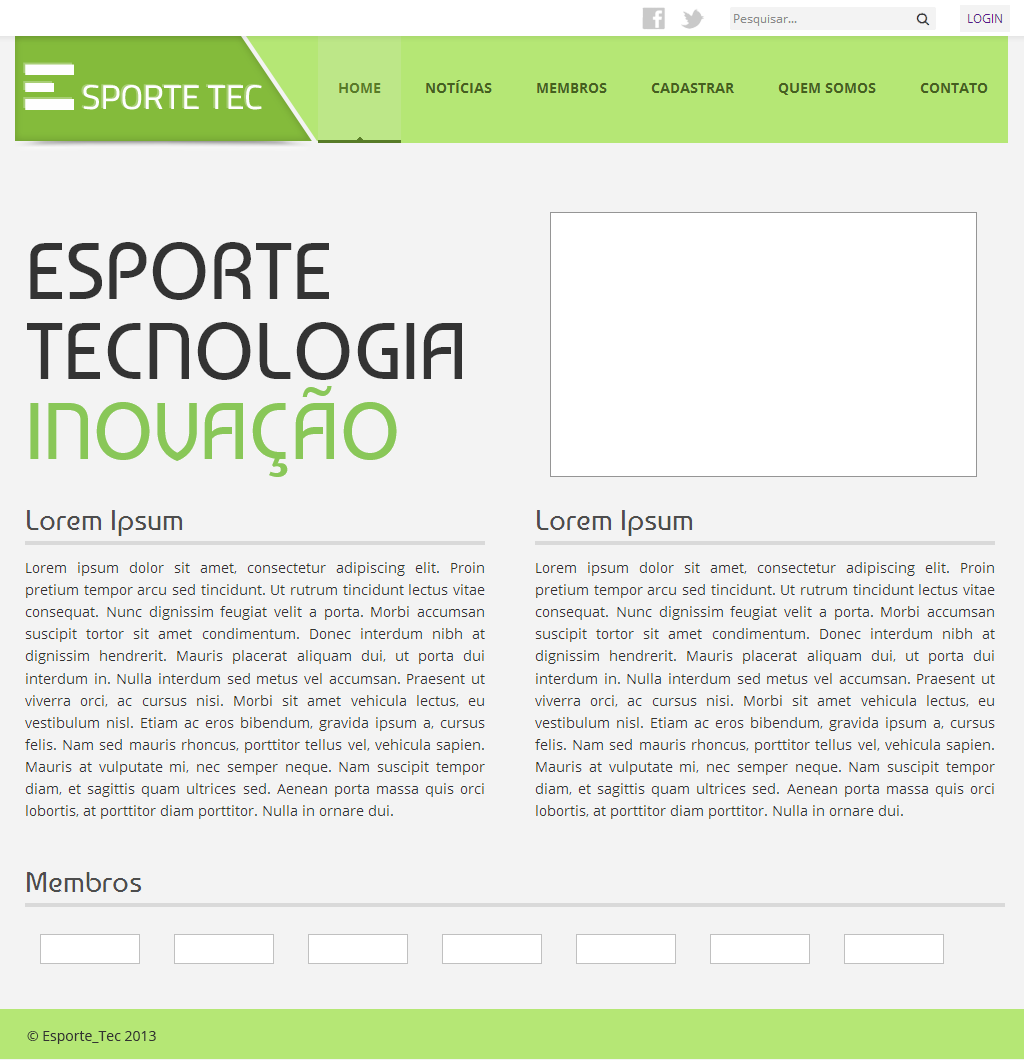 Pesquisar...
LOGIN
ESPORTE TEC
HOME
NOTÍCIAS
MEMBROS
CADASTRAR
QUEM SOMOS
CONTATO
ESPORTE
TECNOLOGIA
INOVAÇÃO
Lorem Ipsum
Lorem ipsum dolor sit amet, consectetur adipiscing elit. Proin
pretium tempor arcu sed tincidunt. Ut rutrum tincidunt lectus vitae
consequat. Nunc dignissim feugiat velit a porta. Morbi accumsan
suscipit tortor sit amet condimentum. Donec interdum nibh at
dignissim hendrerit. Mauris placerat aliquam dui, ut porta dui
interdum in. Nulla interdum sed metus vel accumsan. Praesent ut
viverra orci, ac cursus nisi. Morbi sit amet vehicula lectus, eu
vestibulum nisl. Etiam ac eros bibendum, gravida ipsum a, cursus
felis. Nam sed mauris rhoncus, porttitor tellus vel, vehicula sapien.
Mauris at vulputate mi, nec semper neque. Nam suscipit tempor
diam, et sagittis quam ultrices sed. Aenean porta massa quis orci
lobortis, at porttitor diam porttitor. Nulla in ornare dui.
Lorem Ipsum
Lorem ipsum dolor sit amet, consectetur adipiscing elit. Proin
pretium tempor arcu sed tincidunt. Ut rutrum tincidunt lectus vitae
consequat. Nunc dignissim feugiat velit a porta. Morbi accumsan
suscipit tortor sit amet condimentum. Donec interdum nibh at
dignissim hendrerit. Mauris placerat aliquam dui, ut porta dui
interdum in. Nulla interdum sed metus vel accumsan. Praesent ut
viverra orci, ac cursus nisi. Morbi sit amet vehicula lectus, eu
vestibulum nisl. Etiam ac eros bibendum, gravida ipsum a, cursus
felis. Nam sed mauris rhoncus, porttitor tellus vel, vehicula sapien.
Mauris at vulputate mi, nec semper neque. Nam suscipit tempor
diam, et sagittis quam ultrices sed. Aenean porta massa quis orci
lobortis, at porttitor diam porttitor. Nulla in ornare dui.
Membros
© Esporte_Tec 2013